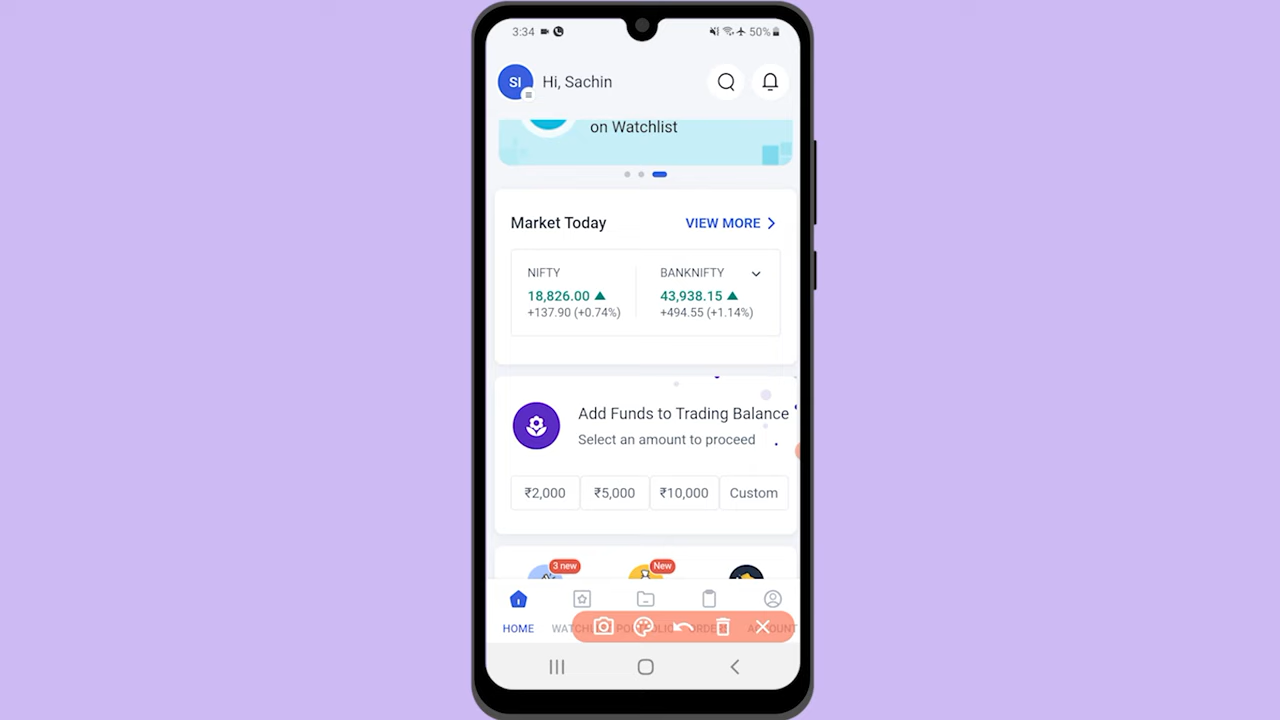 3:34 50%
SI Hi, Sachin
on Watchlist
Market Today VIEW MORE
NIFTY BANKNIFTY
18,826.00 43,938.15
+137.90 (+0.74%) +494.55 (+1.14%)
Add Funds to Trading Balance
Select an amount to proceed
₹2,000 ₹5,000 ₹10,000 Custom
3 new New
HOME